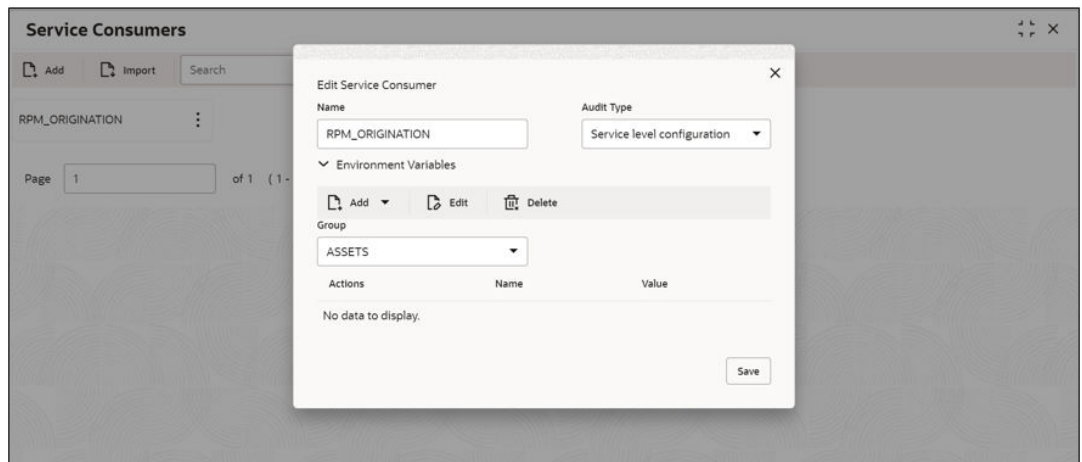 Service Consumers
Add Import Search
RPM_ORIGINATION
Page 1 of 1 (1-
Edit Service Consumer
Name Audit Type
RPM_ORIGINATION Service level configuration
Environment Variables
Add Edit Delete
Group
ASSETS
Actions Name Value
No data to display.
Save